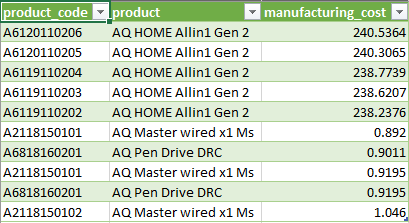 product_code product manufacturing_cost
A6120110206 AQ HOME Allin1 Gen 2 240.5364
A6120110205 AQ HOME Allin1 Gen 2 240.3065
A6119110204 AQ HOME Allin1 Gen 2 238.7739
A6119110203 AQ HOME Allin1 Gen 2 238.6207
A6119110202 AQ HOME Allin1 Gen 2 238.2376
A2118150101 AQ Master wired x1 Ms 0.892
A6818160201 AQ Pen Drive DRC 0.9011
A2118150101 AQ Master wired x1 Ms 0.9195
A6818160201 AQ Pen Drive DRC 0.9195
A2118150102 AQ Master wired x1 Ms 1.046